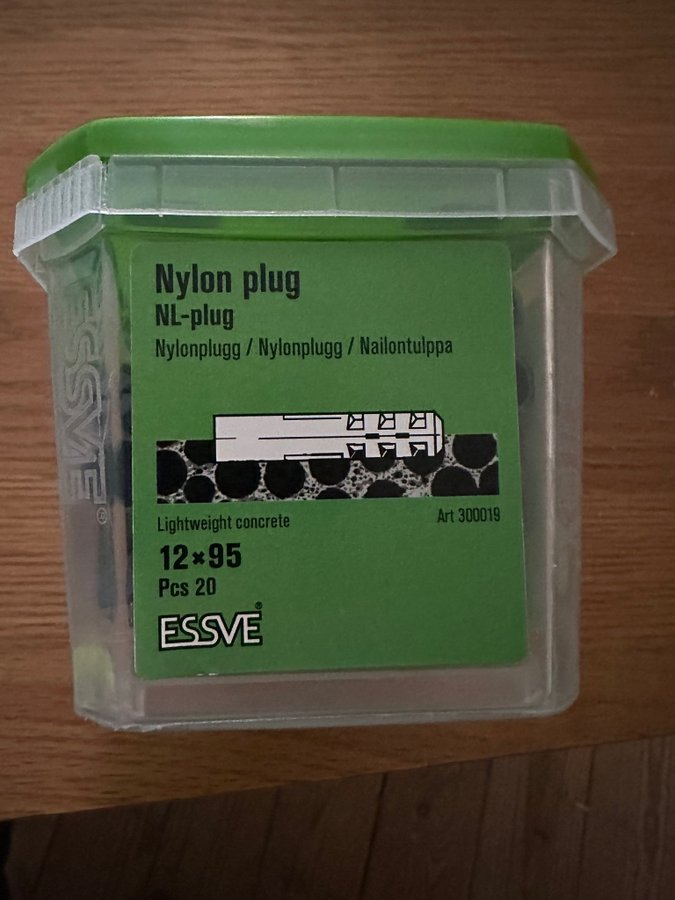 Nylon plug
NL-plug
Nylonplugg / Nylonplugg / Nailontulppa
Lightweight concrete
Art 300019
12×95
Pcs 20
ESSVE®
ESSVE®